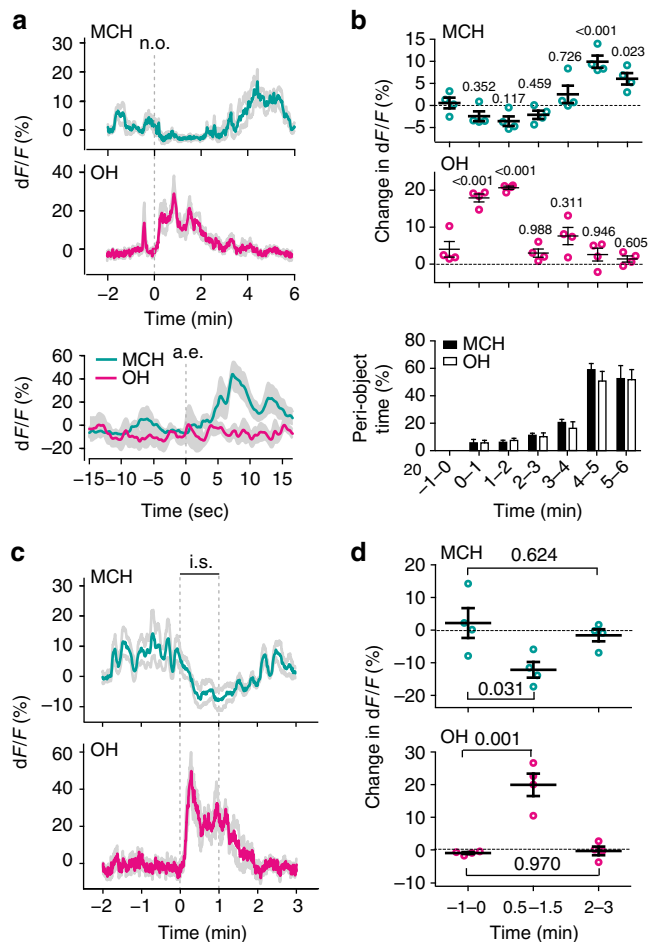 a
MCH
n.o.
30
20
10
0
dF/F (%)
OH
40
20
0
−2 0 2 4 6
Time (min)
60
40
20
0
−20
dF/F (%)
MCH
OH
a.e.
−15 −10 −5 0 5 10 15
Time (sec)
b
MCH
15
10
5
0
−5
0.352
0.117
0.459
0.726
<0.001
0.023
Change in dF/F (%)
OH
30
20
10
0
<0.001
<0.001
0.988
0.311
0.946
0.605
MCH
OH
80
60
40
20
0
20
Peri-object
time (%)
−1–0 0–1 1–2 2–3 3–4 4–5 5–6
Time (min)
c
i.s.
MCH
30
20
10
0
−10
dF/F (%)
OH
60
40
20
0
−2 −1 0 1 2 3
Time (min)
d
MCH
0.624
20
10
0
−10
−20
0.031
Change in dF/F (%)
OH
0.001
30
20
10
0
−10
0.970
−1–0 0.5–1.5 2–3
Time (min)